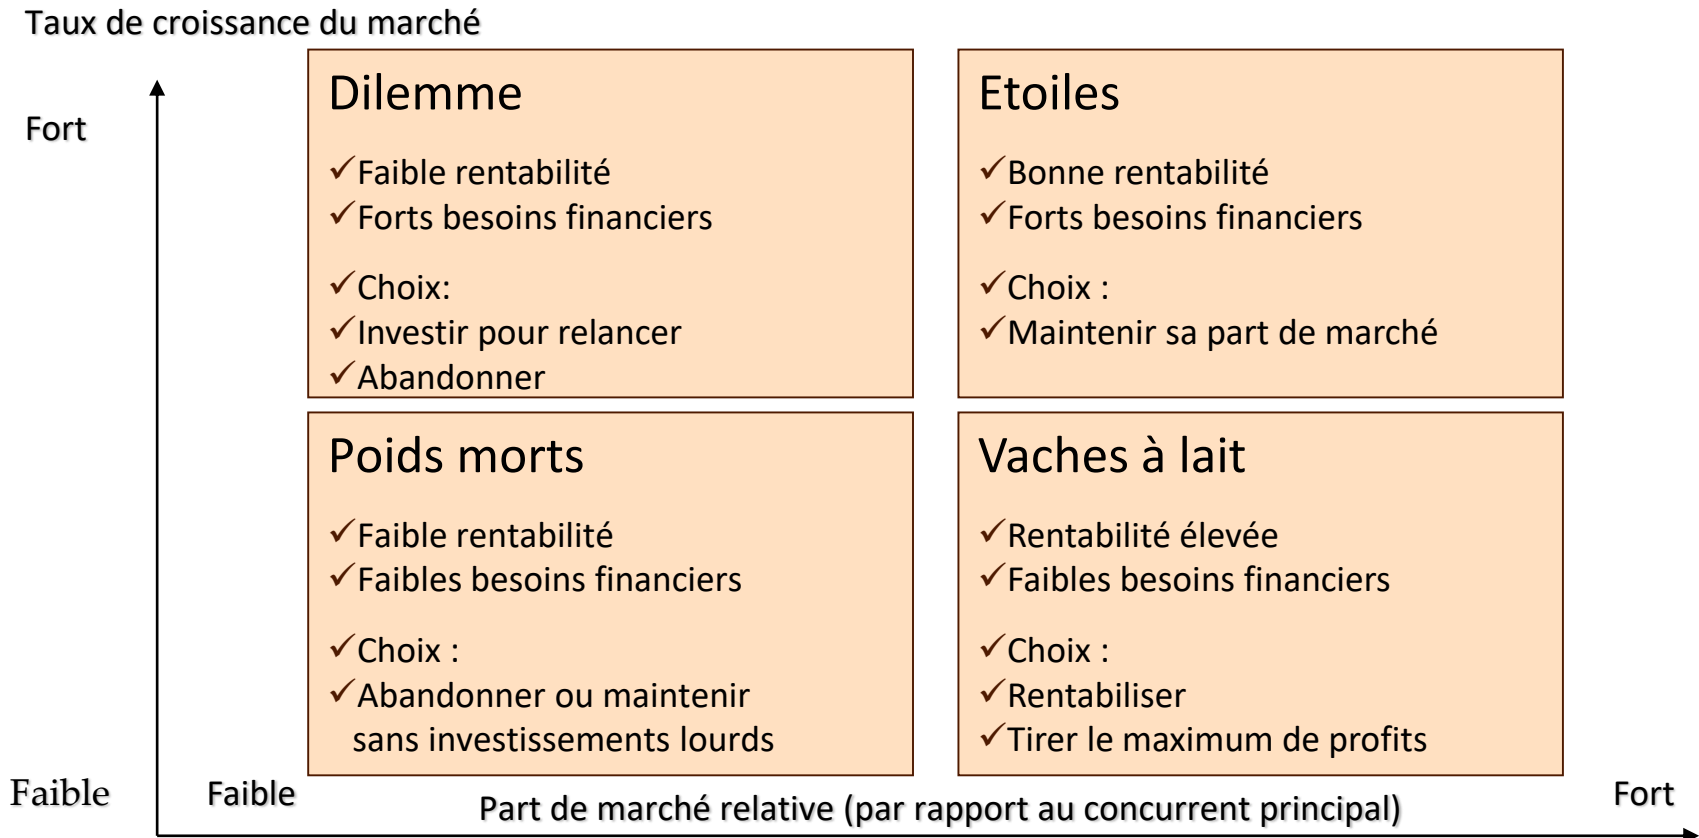 Taux de croissance du marché
Fort
Dilemme
✓Faible rentabilité
✓Forts besoins financiers
✓Choix:
✓Investir pour relancer
✓Abandonner
Etoiles
✓Bonne rentabilité
✓Forts besoins financiers
✓Choix :
✓Maintenir sa part de marché
Poids morts
✓Faible rentabilité
✓Faibles besoins financiers
✓Choix :
✓Abandonner ou maintenir
sans investissements lourds
Vaches à lait
✓Rentabilité élevée
✓Faibles besoins financiers
✓Choix :
✓Rentabiliser
✓Tirer le maximum de profits
Faible
Faible
Part de marché relative (par rapport au concurrent principal)
Fort